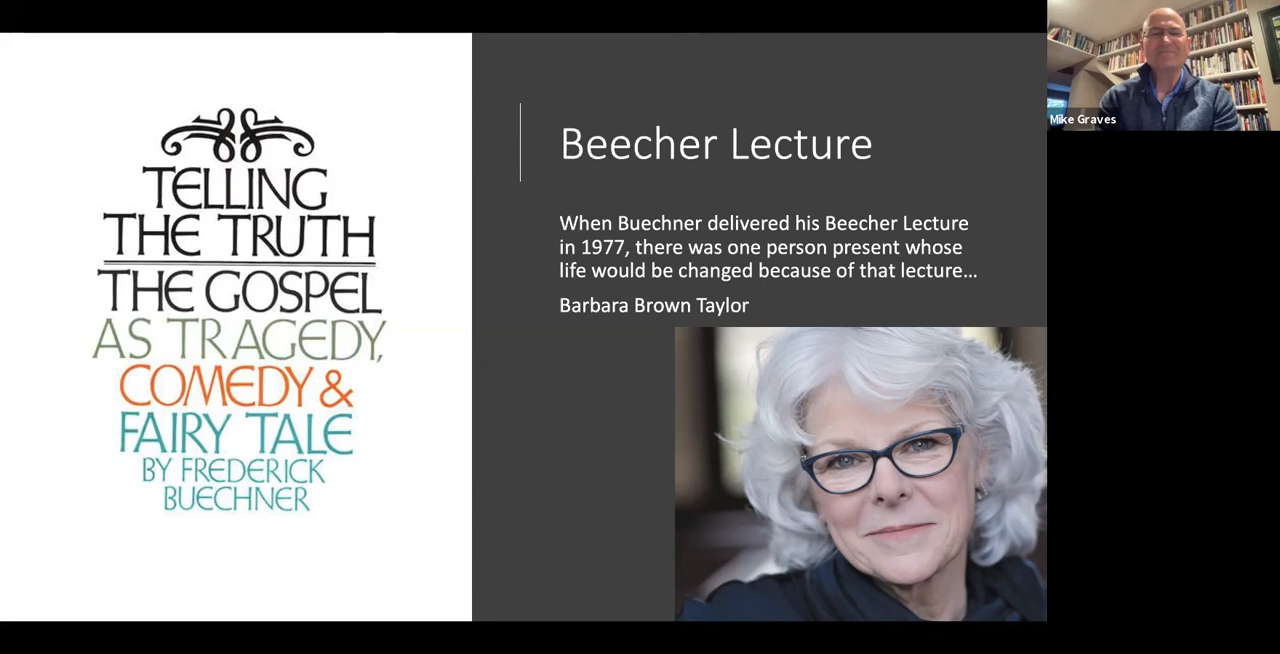 TELLING
THE TRUTH
THE GOSPEL
AS TRAGEDY,
COMEDY &
FAIRY TALE
BY FREDERICK
BUECHNER
Beecher Lecture
When Buechner delivered his Beecher Lecture
in 1977, there was one person present whose
life would be changed because of that lecture...
Barbara Brown Taylor
Mike Graves